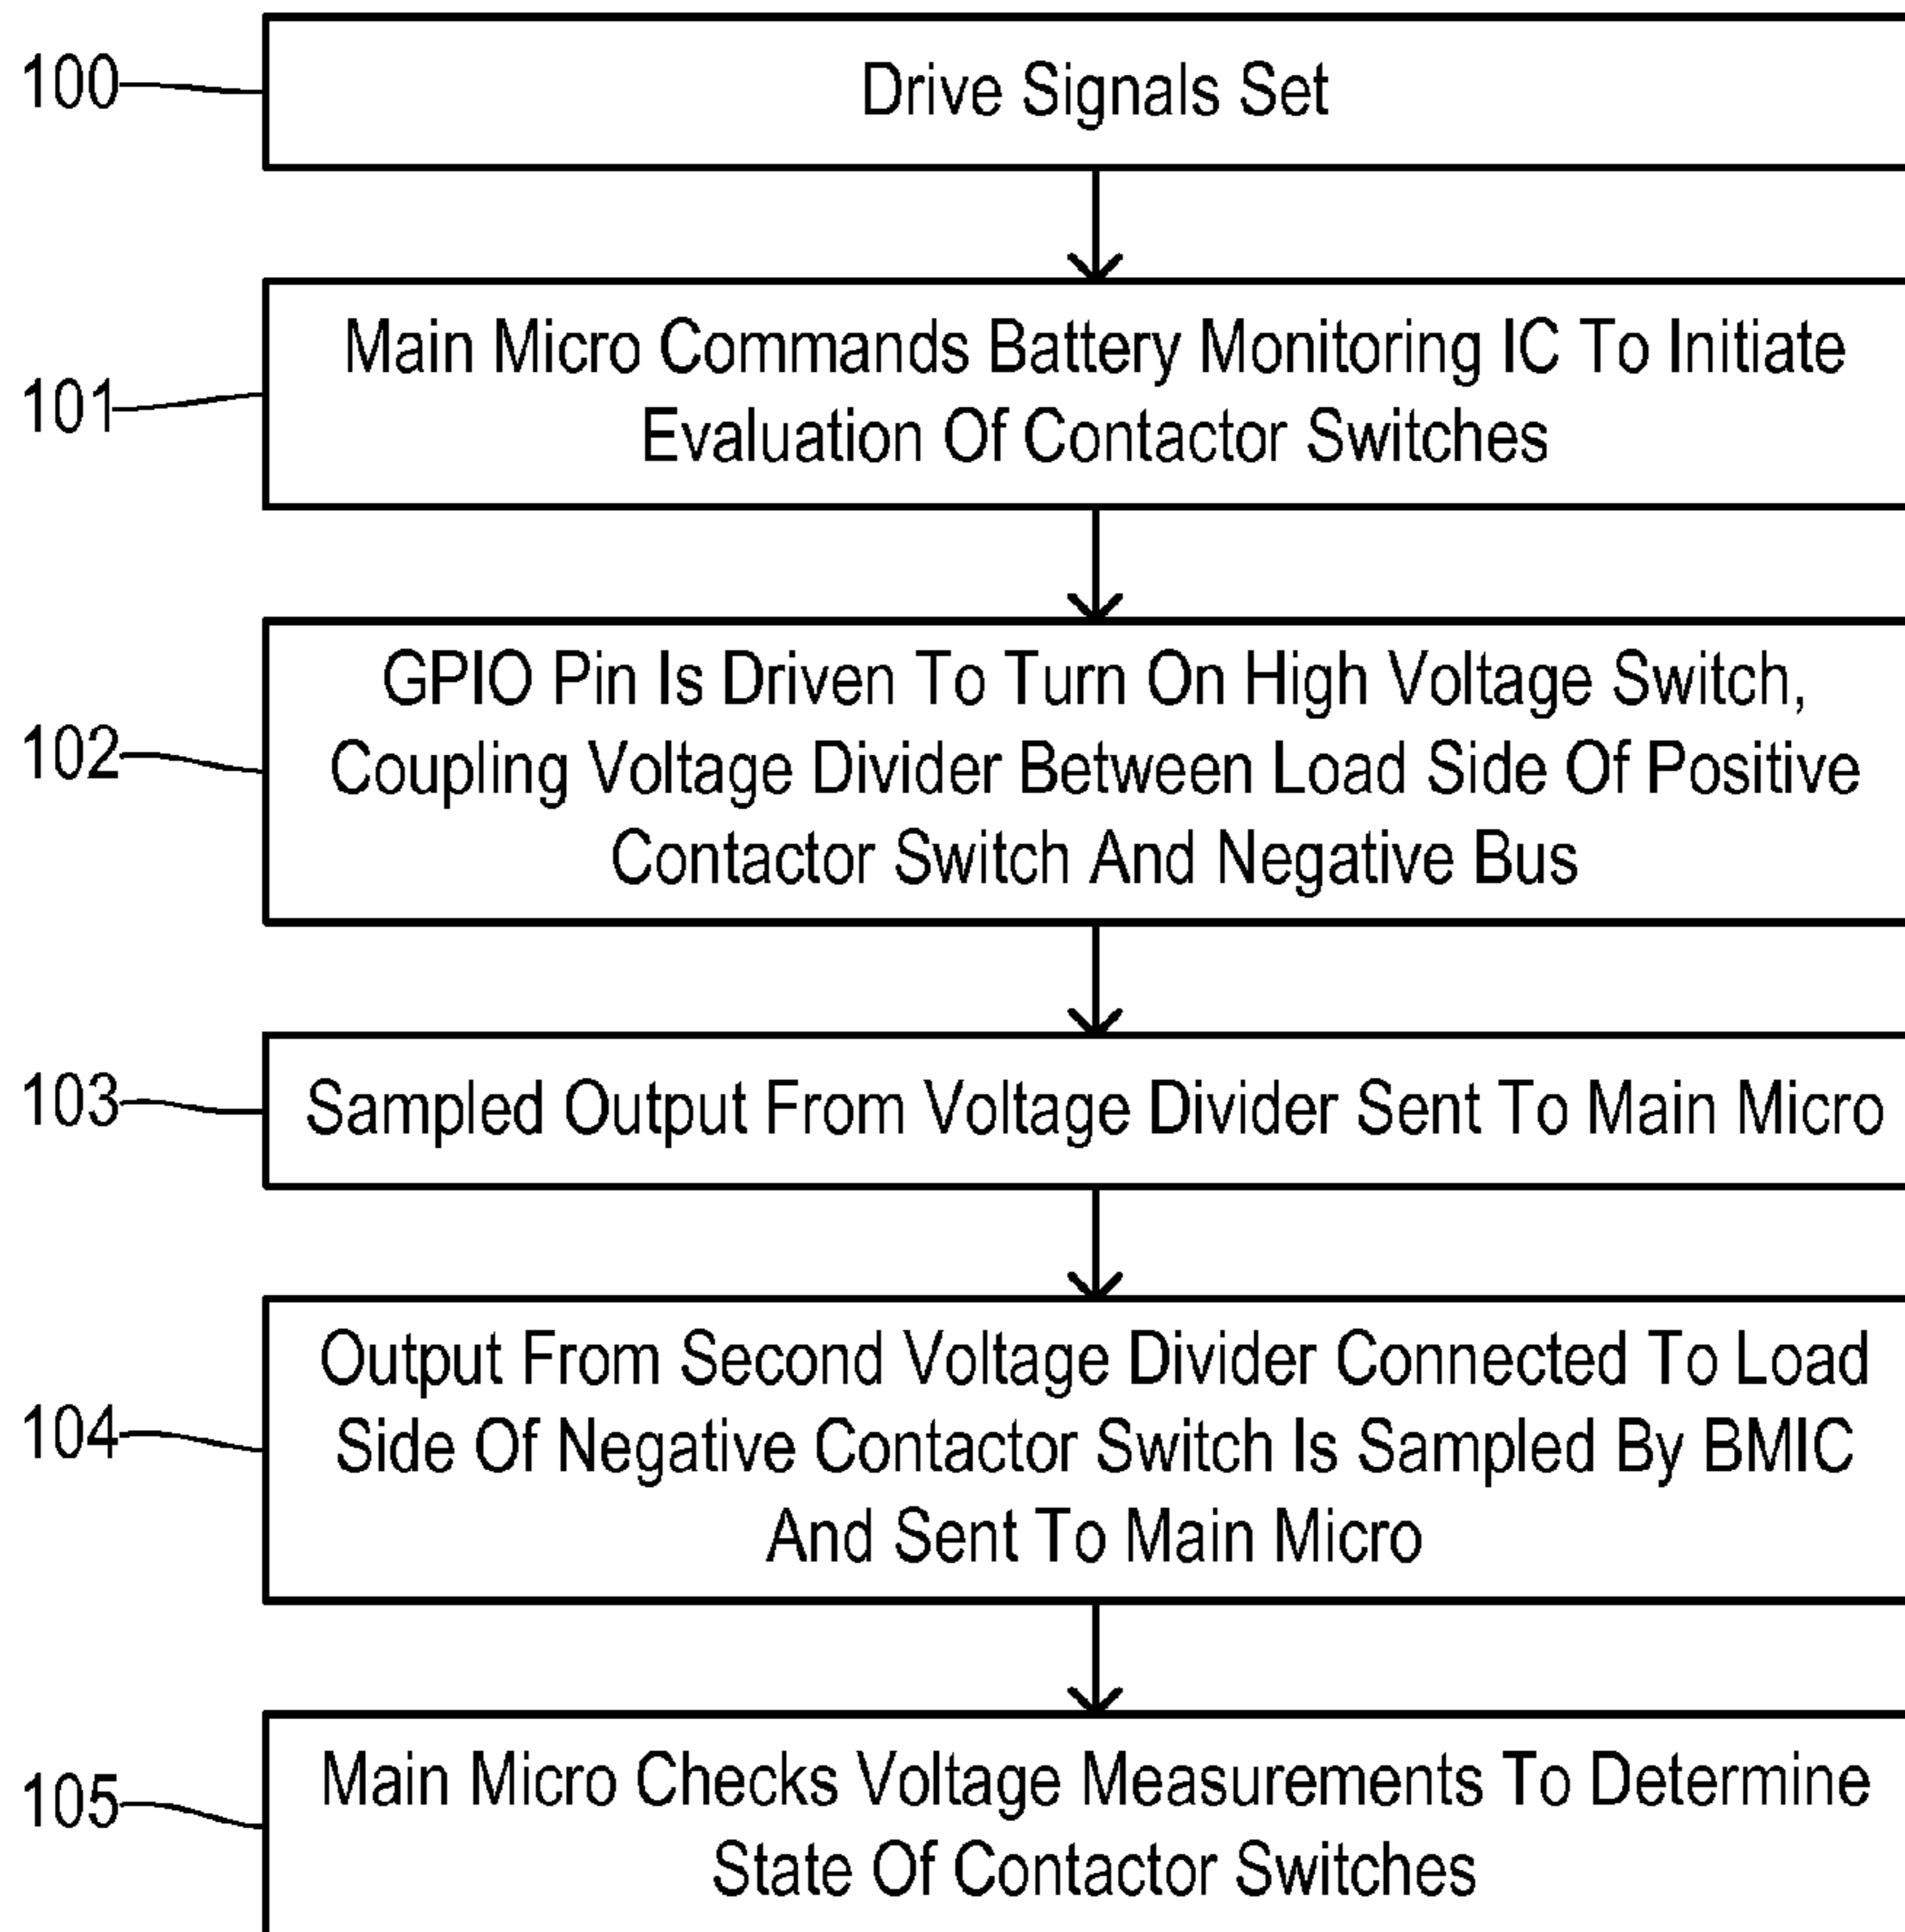 100
Drive Signals Set
101
Main Micro Commands Battery Monitoring IC To Initiate
Evaluation Of Contactor Switches
102
GPIO Pin Is Driven To Turn On High Voltage Switch,
Coupling Voltage Divider Between Load Side Of Positive
Contactor Switch And Negative Bus
103
Sampled Output From Voltage Divider Sent To Main Micro
104
Output From Second Voltage Divider Connected To Load
Side Of Negative Contactor Switch Is Sampled By BMIC
And Sent To Main Micro
105
Main Micro Checks Voltage Measurements To Determine
State Of Contactor Switches